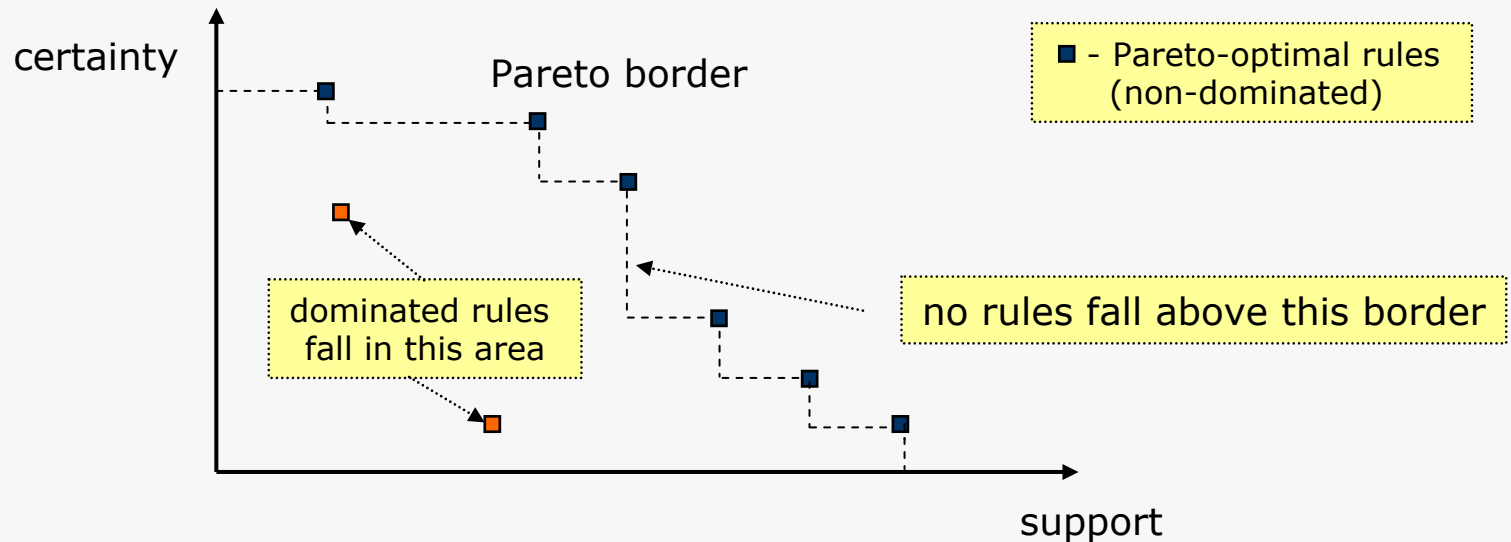 certainty
Pareto border
- Pareto-optimal rules
(non-dominated)
dominated rules
fall in this area
no rules fall above this border
support